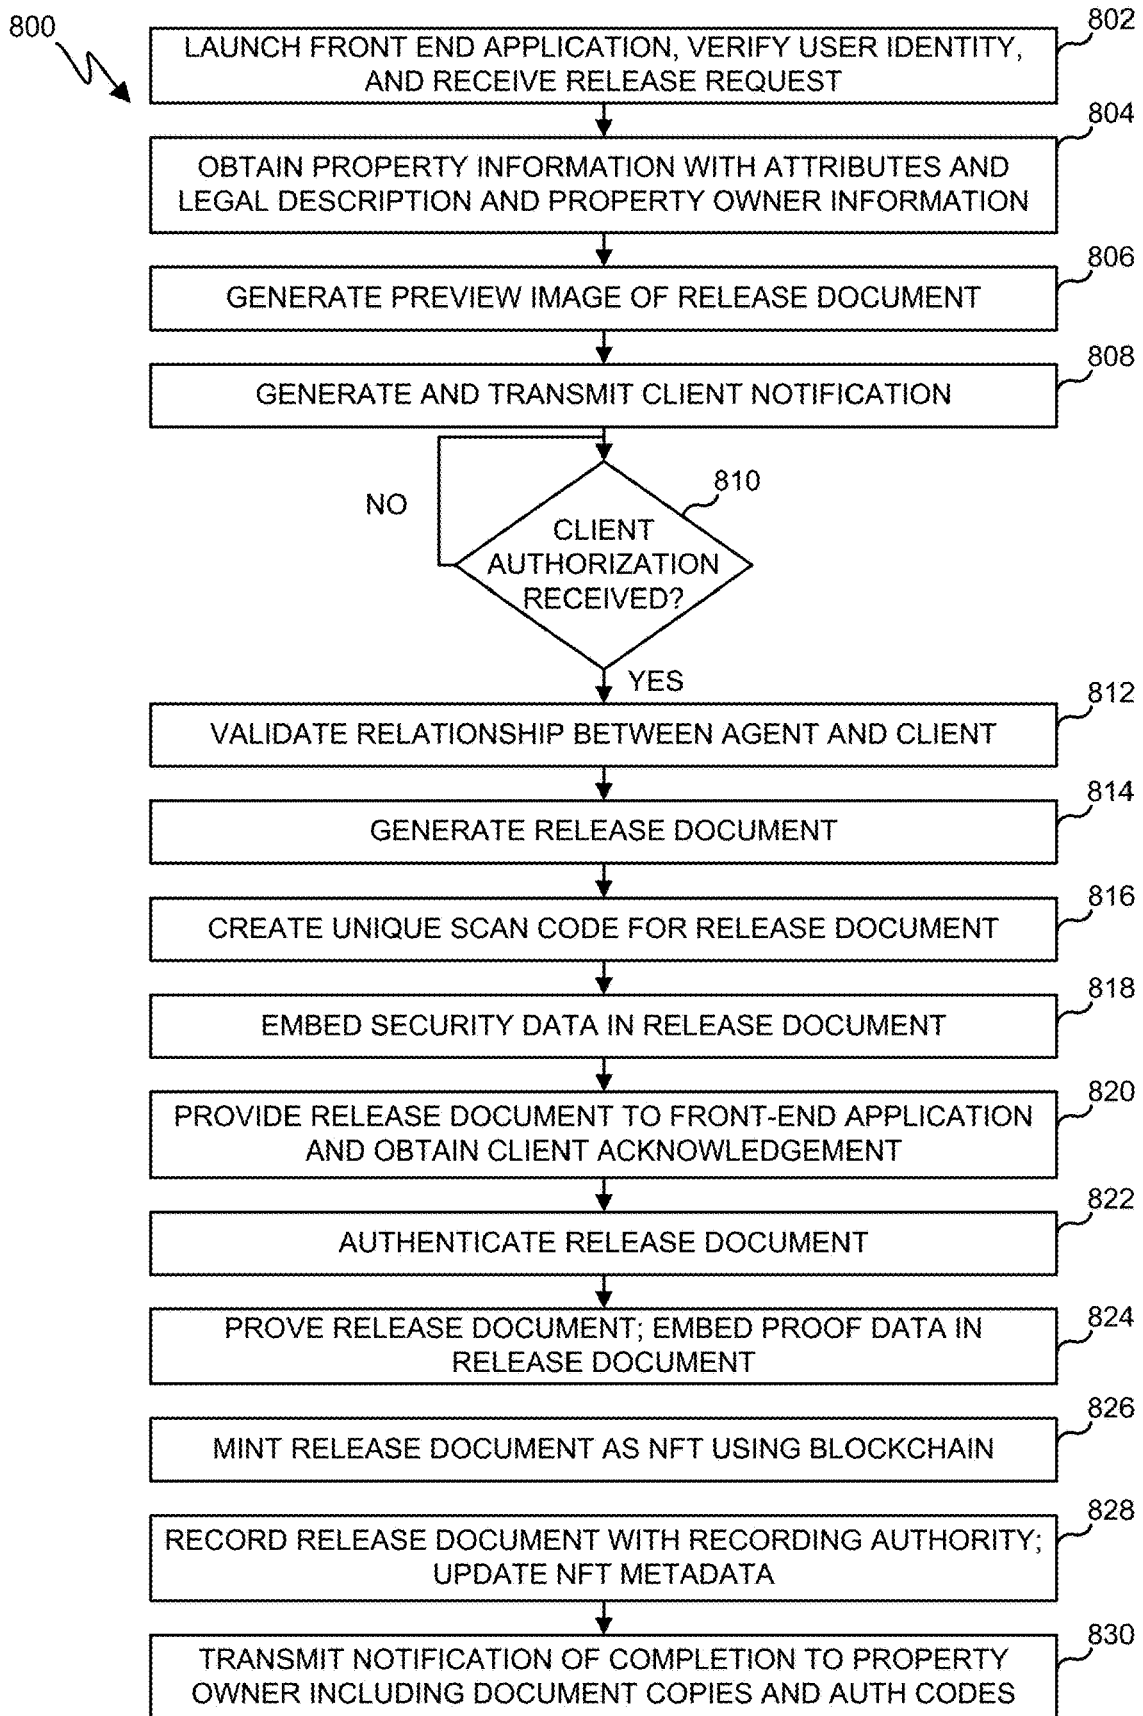 800
802
LAUNCH FRONT END APPLICATION, VERIFY USER IDENTITY,
AND RECEIVE RELEASE REQUEST
804
OBTAIN PROPERTY INFORMATION WITH ATTRIBUTES AND
LEGAL DESCRIPTION AND PROPERTY OWNER INFORMATION
806
GENERATE PREVIEW IMAGE OF RELEASE DOCUMENT
808
GENERATE AND TRANSMIT CLIENT NOTIFICATION
810
NO
CLIENT
AUTHORIZATION
RECEIVED?
YES
812
VALIDATE RELATIONSHIP BETWEEN AGENT AND CLIENT
814
GENERATE RELEASE DOCUMENT
816
CREATE UNIQUE SCAN CODE FOR RELEASE DOCUMENT
818
EMBED SECURITY DATA IN RELEASE DOCUMENT
820
PROVIDE RELEASE DOCUMENT TO FRONT-END APPLICATION
AND OBTAIN CLIENT ACKNOWLEDGEMENT
822
AUTHENTICATE RELEASE DOCUMENT
824
PROVE RELEASE DOCUMENT; EMBED PROOF DATA IN
RELEASE DOCUMENT
826
MINT RELEASE DOCUMENT AS NFT USING BLOCKCHAIN
828
RECORD RELEASE DOCUMENT WITH RECORDING AUTHORITY;
UPDATE NFT METADATA
830
TRANSMIT NOTIFICATION OF COMPLETION TO PROPERTY
OWNER INCLUDING DOCUMENT COPIES AND AUTH CODES